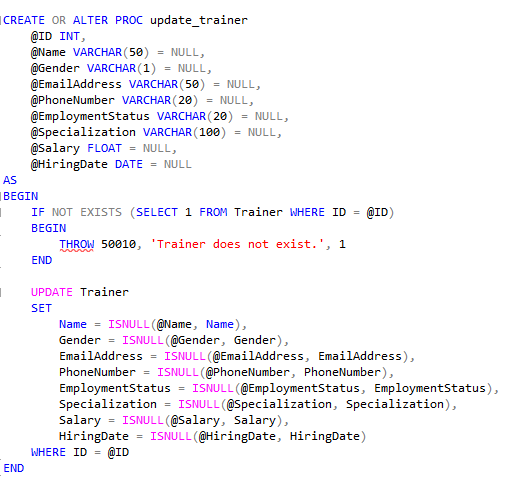 CREATE OR ALTER PROC update_trainer
    @ID INT,
    @Name VARCHAR(50) = NULL,
    @Gender VARCHAR(1) = NULL,
    @EmailAddress VARCHAR(50) = NULL,
    @PhoneNumber VARCHAR(20) = NULL,
    @EmploymentStatus VARCHAR(20) = NULL,
    @Specialization VARCHAR(100) = NULL,
    @Salary FLOAT = NULL,
    @HiringDate DATE = NULL
AS
BEGIN
    IF NOT EXISTS (SELECT 1 FROM Trainer WHERE ID = @ID)
    BEGIN
        THROW 50010, 'Trainer does not exist.', 1
    END

    UPDATE Trainer
    SET
        Name = ISNULL(@Name, Name),
        Gender = ISNULL(@Gender, Gender),
        EmailAddress = ISNULL(@EmailAddress, EmailAddress),
        PhoneNumber = ISNULL(@PhoneNumber, PhoneNumber),
        EmploymentStatus = ISNULL(@EmploymentStatus, EmploymentStatus),
        Specialization = ISNULL(@Specialization, Specialization),
        Salary = ISNULL(@Salary, Salary),
        HiringDate = ISNULL(@HiringDate, HiringDate)
    WHERE ID = @ID
END